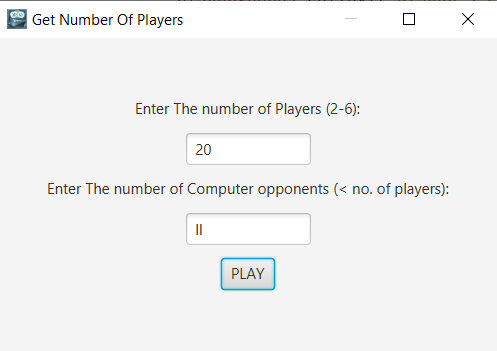 Get Number Of Players
Enter The number of Players (2-6):
20
Enter The number of Computer opponents (< no. of players):
ll
PLAY